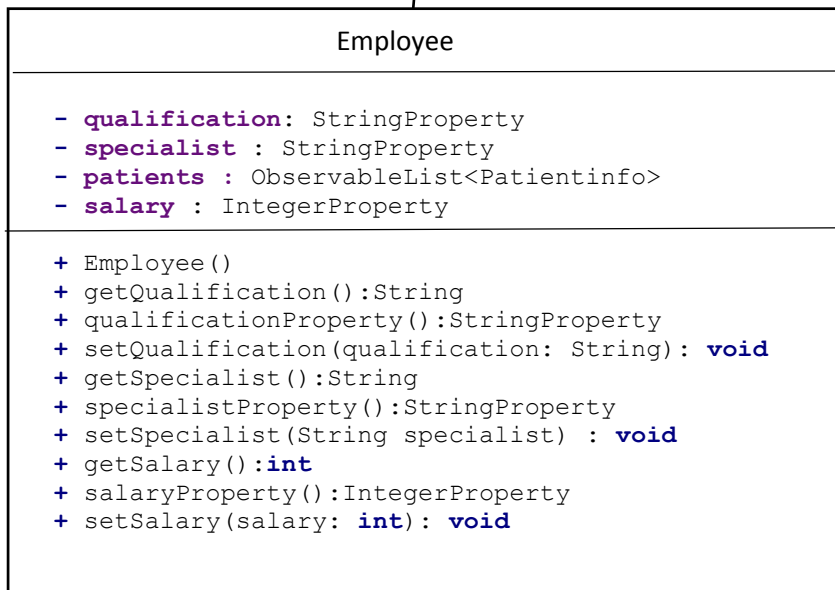 Employee
- qualification: StringProperty
- specialist : StringProperty
- patients : ObservableList<Patientinfo>
- salary : IntegerProperty
+ Employee()
+ getQualification():String
+ qualificationProperty():StringProperty
+ setQualification(qualification: String): void
+ getSpecialist():String
+ specialistProperty():StringProperty
+ setSpecialist(String specialist) : void
+ getSalary():int
+ salaryProperty():IntegerProperty
+ setSalary(salary: int): void